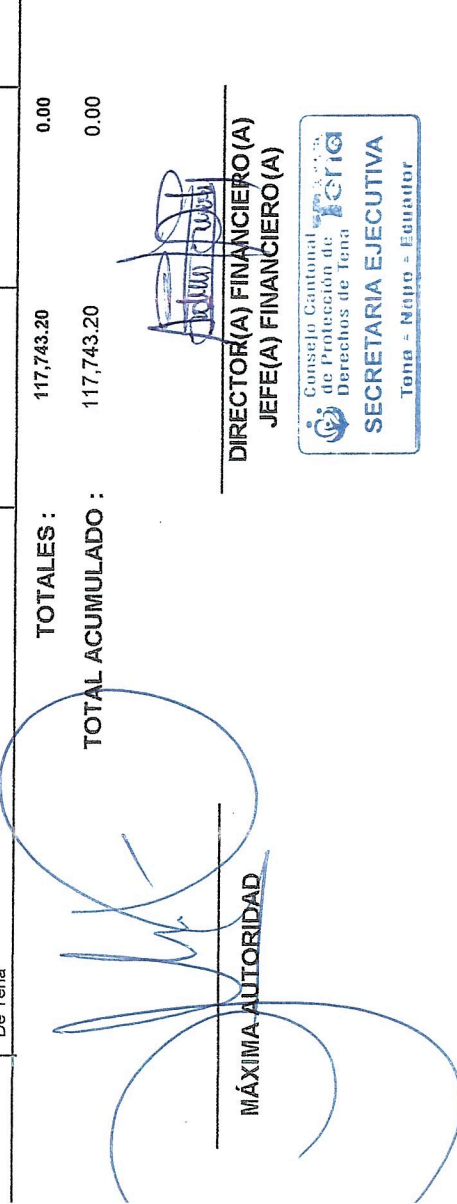 De Tena
TOTALES : 117,743.20 0.00
TOTAL ACUMULADO : 117,743.20 0.00
MÁXIMA AUTORIDAD
DIRECTOR(A) FINANCIERO(A)
JEFE(A) FINANCIERO(A)
Consejo Cantonal
de Protección de
Derechos de Tena
Tena
SECRETARIA EJECUTIVA
Tena - Napo - Ecuador